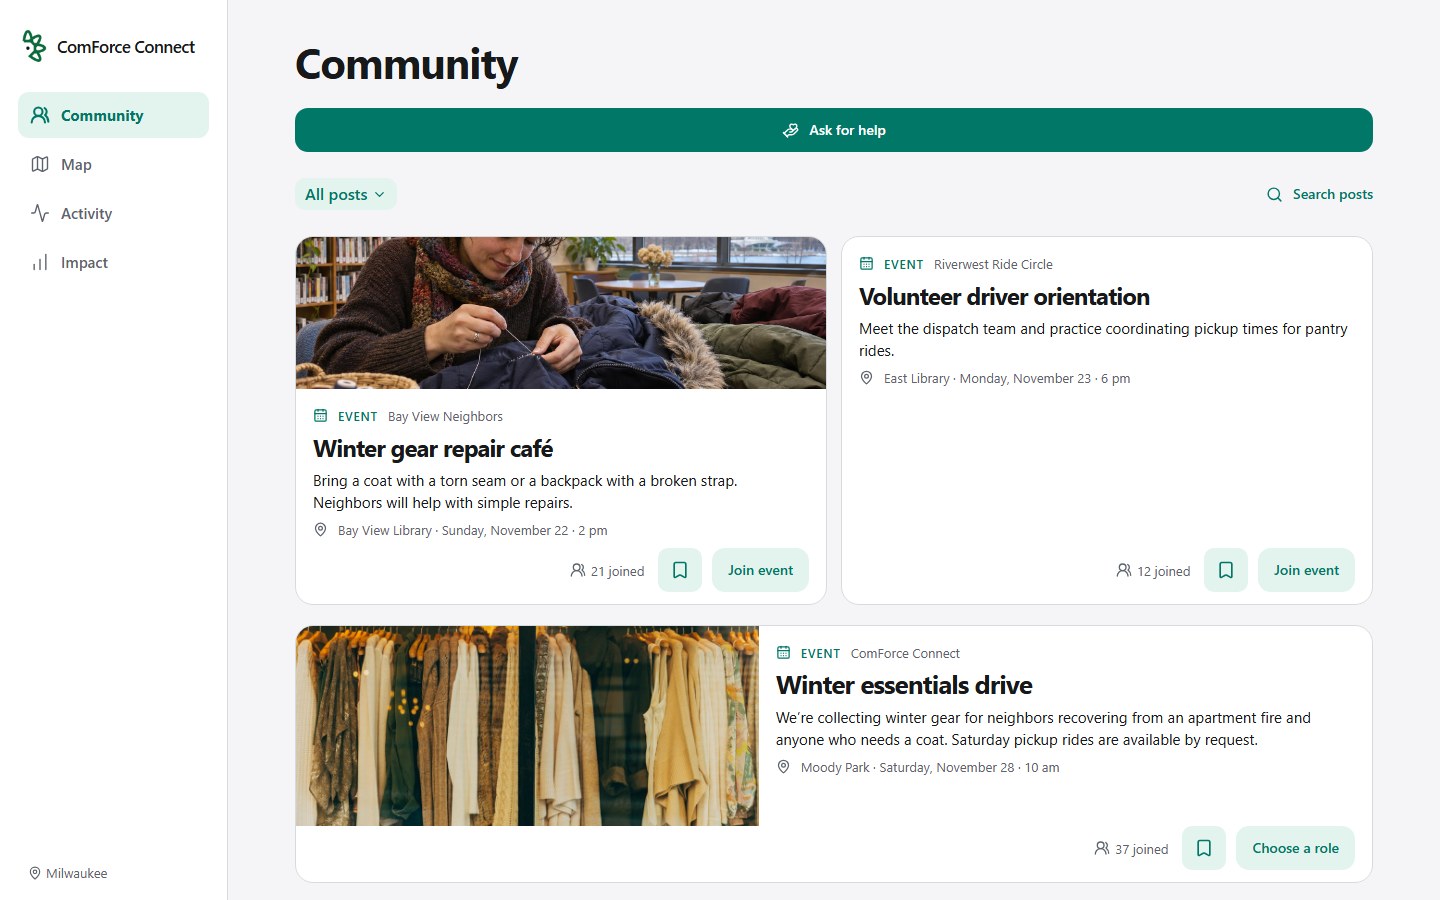 ComForce Connect
Community
Map
Activity
Impact
Milwaukee
Community
Ask for help
All posts
Search posts
EVENT Bay View Neighbors
Winter gear repair café
Bring a coat with a torn seam or a backpack with a broken strap.
Neighbors will help with simple repairs.
Bay View Library · Sunday, November 22 · 2 pm
21 joined
Join event
EVENT Riverwest Ride Circle
Volunteer driver orientation
Meet the dispatch team and practice coordinating pickup times for pantry
rides.
East Library · Monday, November 23 · 6 pm
12 joined
Join event
EVENT ComForce Connect
Winter essentials drive
We’re collecting winter gear for neighbors recovering from an apartment fire and
anyone who needs a coat. Saturday pickup rides are available by request.
Moody Park · Saturday, November 28 · 10 am
37 joined
Choose a role